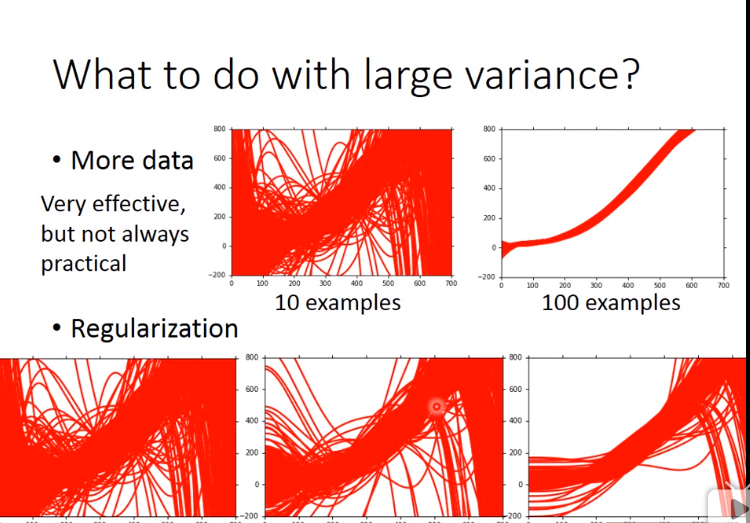 What to do with large variance?
• More data
Very effective,
but not always
practical
800
600
400
200
0
−200
0 100 200 300 400 500 600 700
10 examples
800
600
400
200
0
−200
0 100 200 300 400 500 600 700
100 examples
• Regularization
800
600
400
200
0
−200
800
600
400
200
0
−200